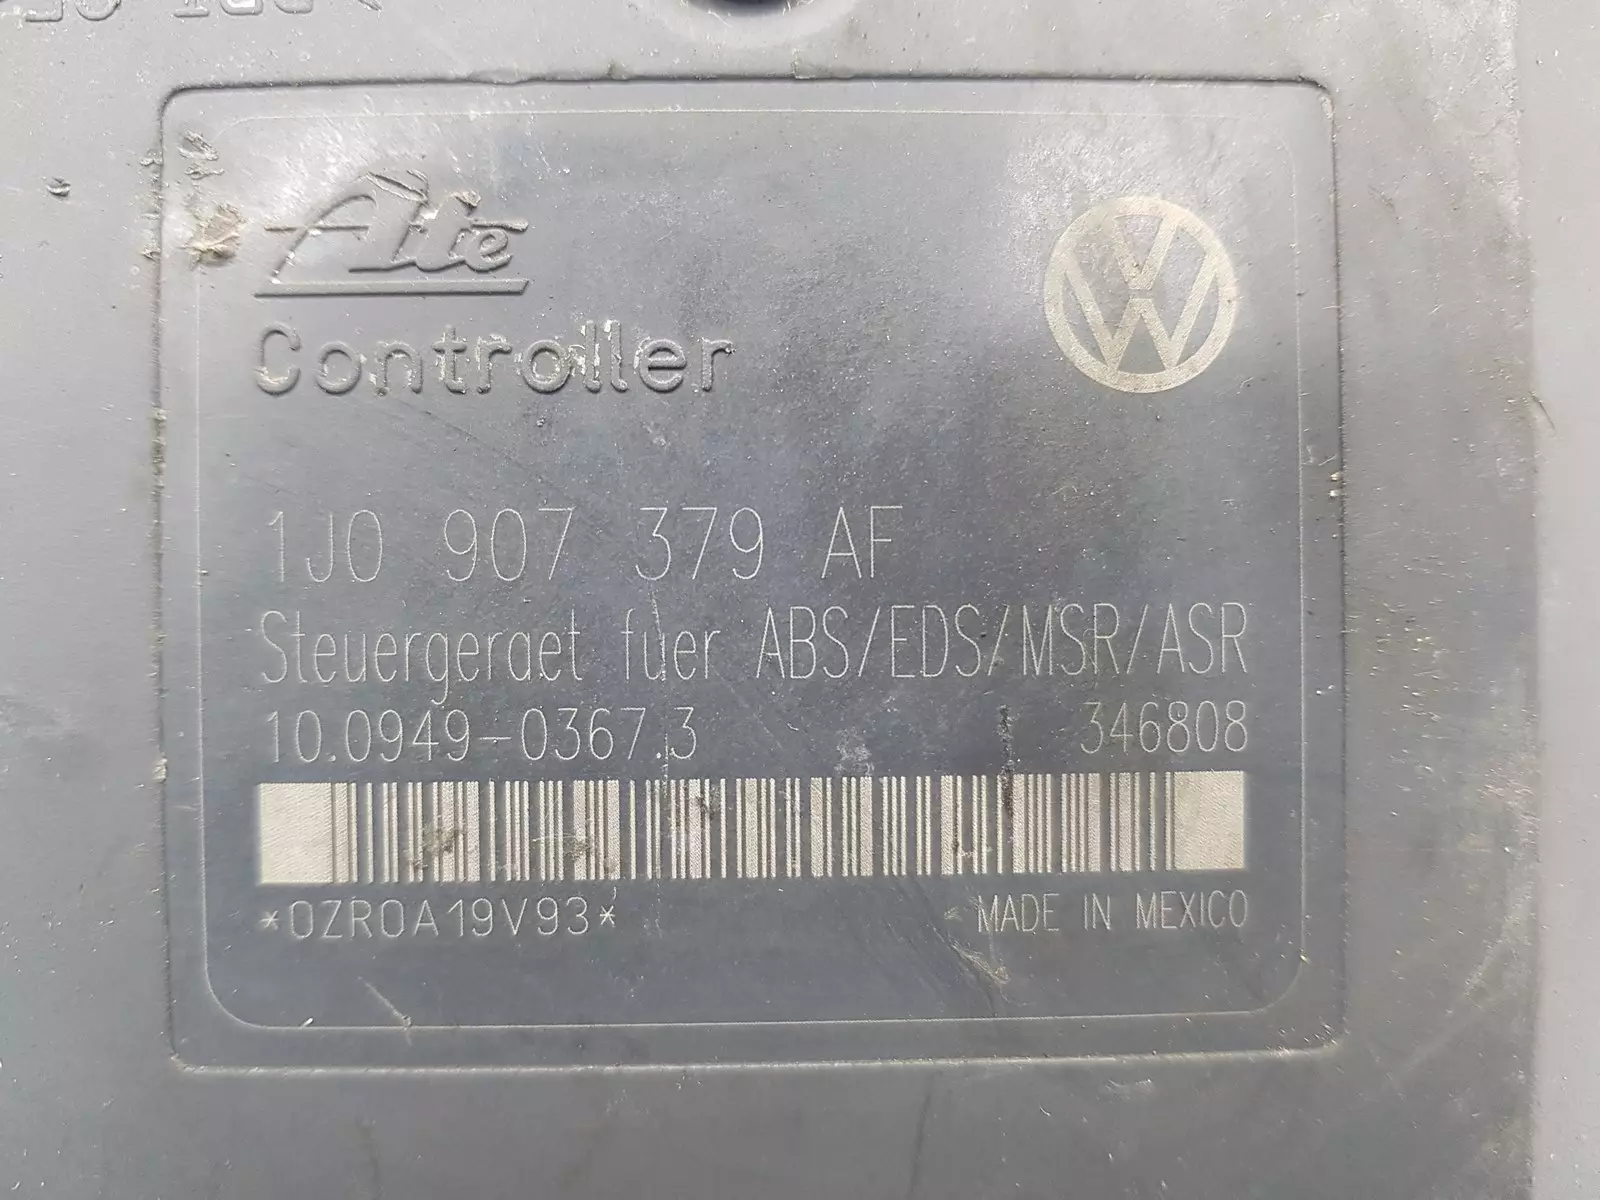 Ate
Controller
1J0 907 379 AF
Steuergeraet fuer ABS/EDS/MSR/ASR
10.0949-0367.3 346808
*0ZR0A19V93*
MADE IN MEXICO